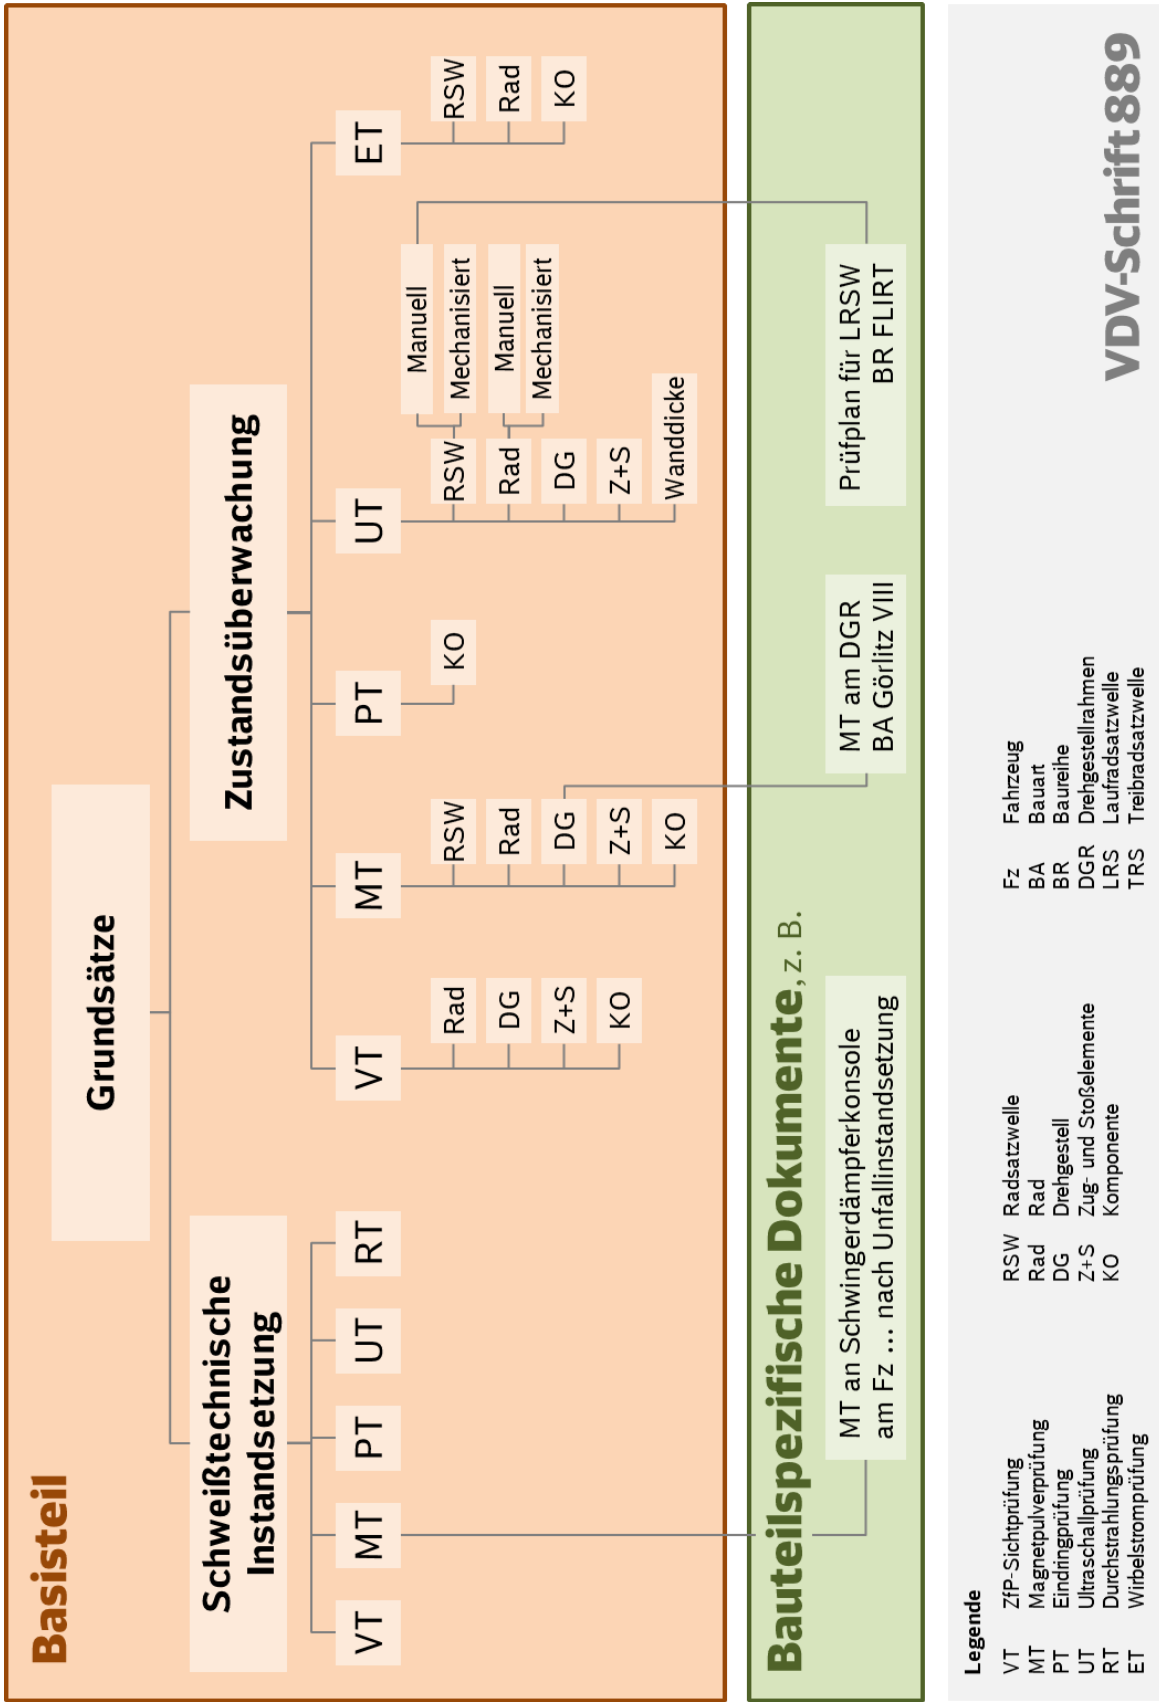 Basisteil
Grundsätze
Schweißtechnische
Instandsetzung
VT
MT
PT
UT
RT
Zustandsüberwachung
VT
Rad
DG
Z+S
KO
MT
RSW
Rad
DG
Z+S
KO
PT
KO
UT
RSW
Manuell
Mechanisiert
Rad
Manuell
Mechanisiert
DG
Z+S
Wanddicke
ET
RSW
Rad
KO
Bauteilspezifische Dokumente, z. B.
MT an Schwingerdämpferkonsole
am Fz ... nach Unfallinstandsetzung
MT am DGR
BA Görlitz VIII
Prüfplan für LRSW
BR FLIRT
Legende
VT ZfP-Sichtprüfung
MT Magnetpulverprüfung
PT Eindringprüfung
UT Ultraschallprüfung
RT Durchstrahlungsprüfung
ET Wirbelstromprüfung
RSW Radsatzwelle
Rad Rad
DG Drehgestell
Z+S Zug- und Stoßelemente
KO Komponente
Fz Fahrzeug
BA Bauart
BR Baureihe
DGR Drehgestellrahmen
LRS Laufradsatzwelle
TRS Treibradsatzwelle
VDV-Schrift 889